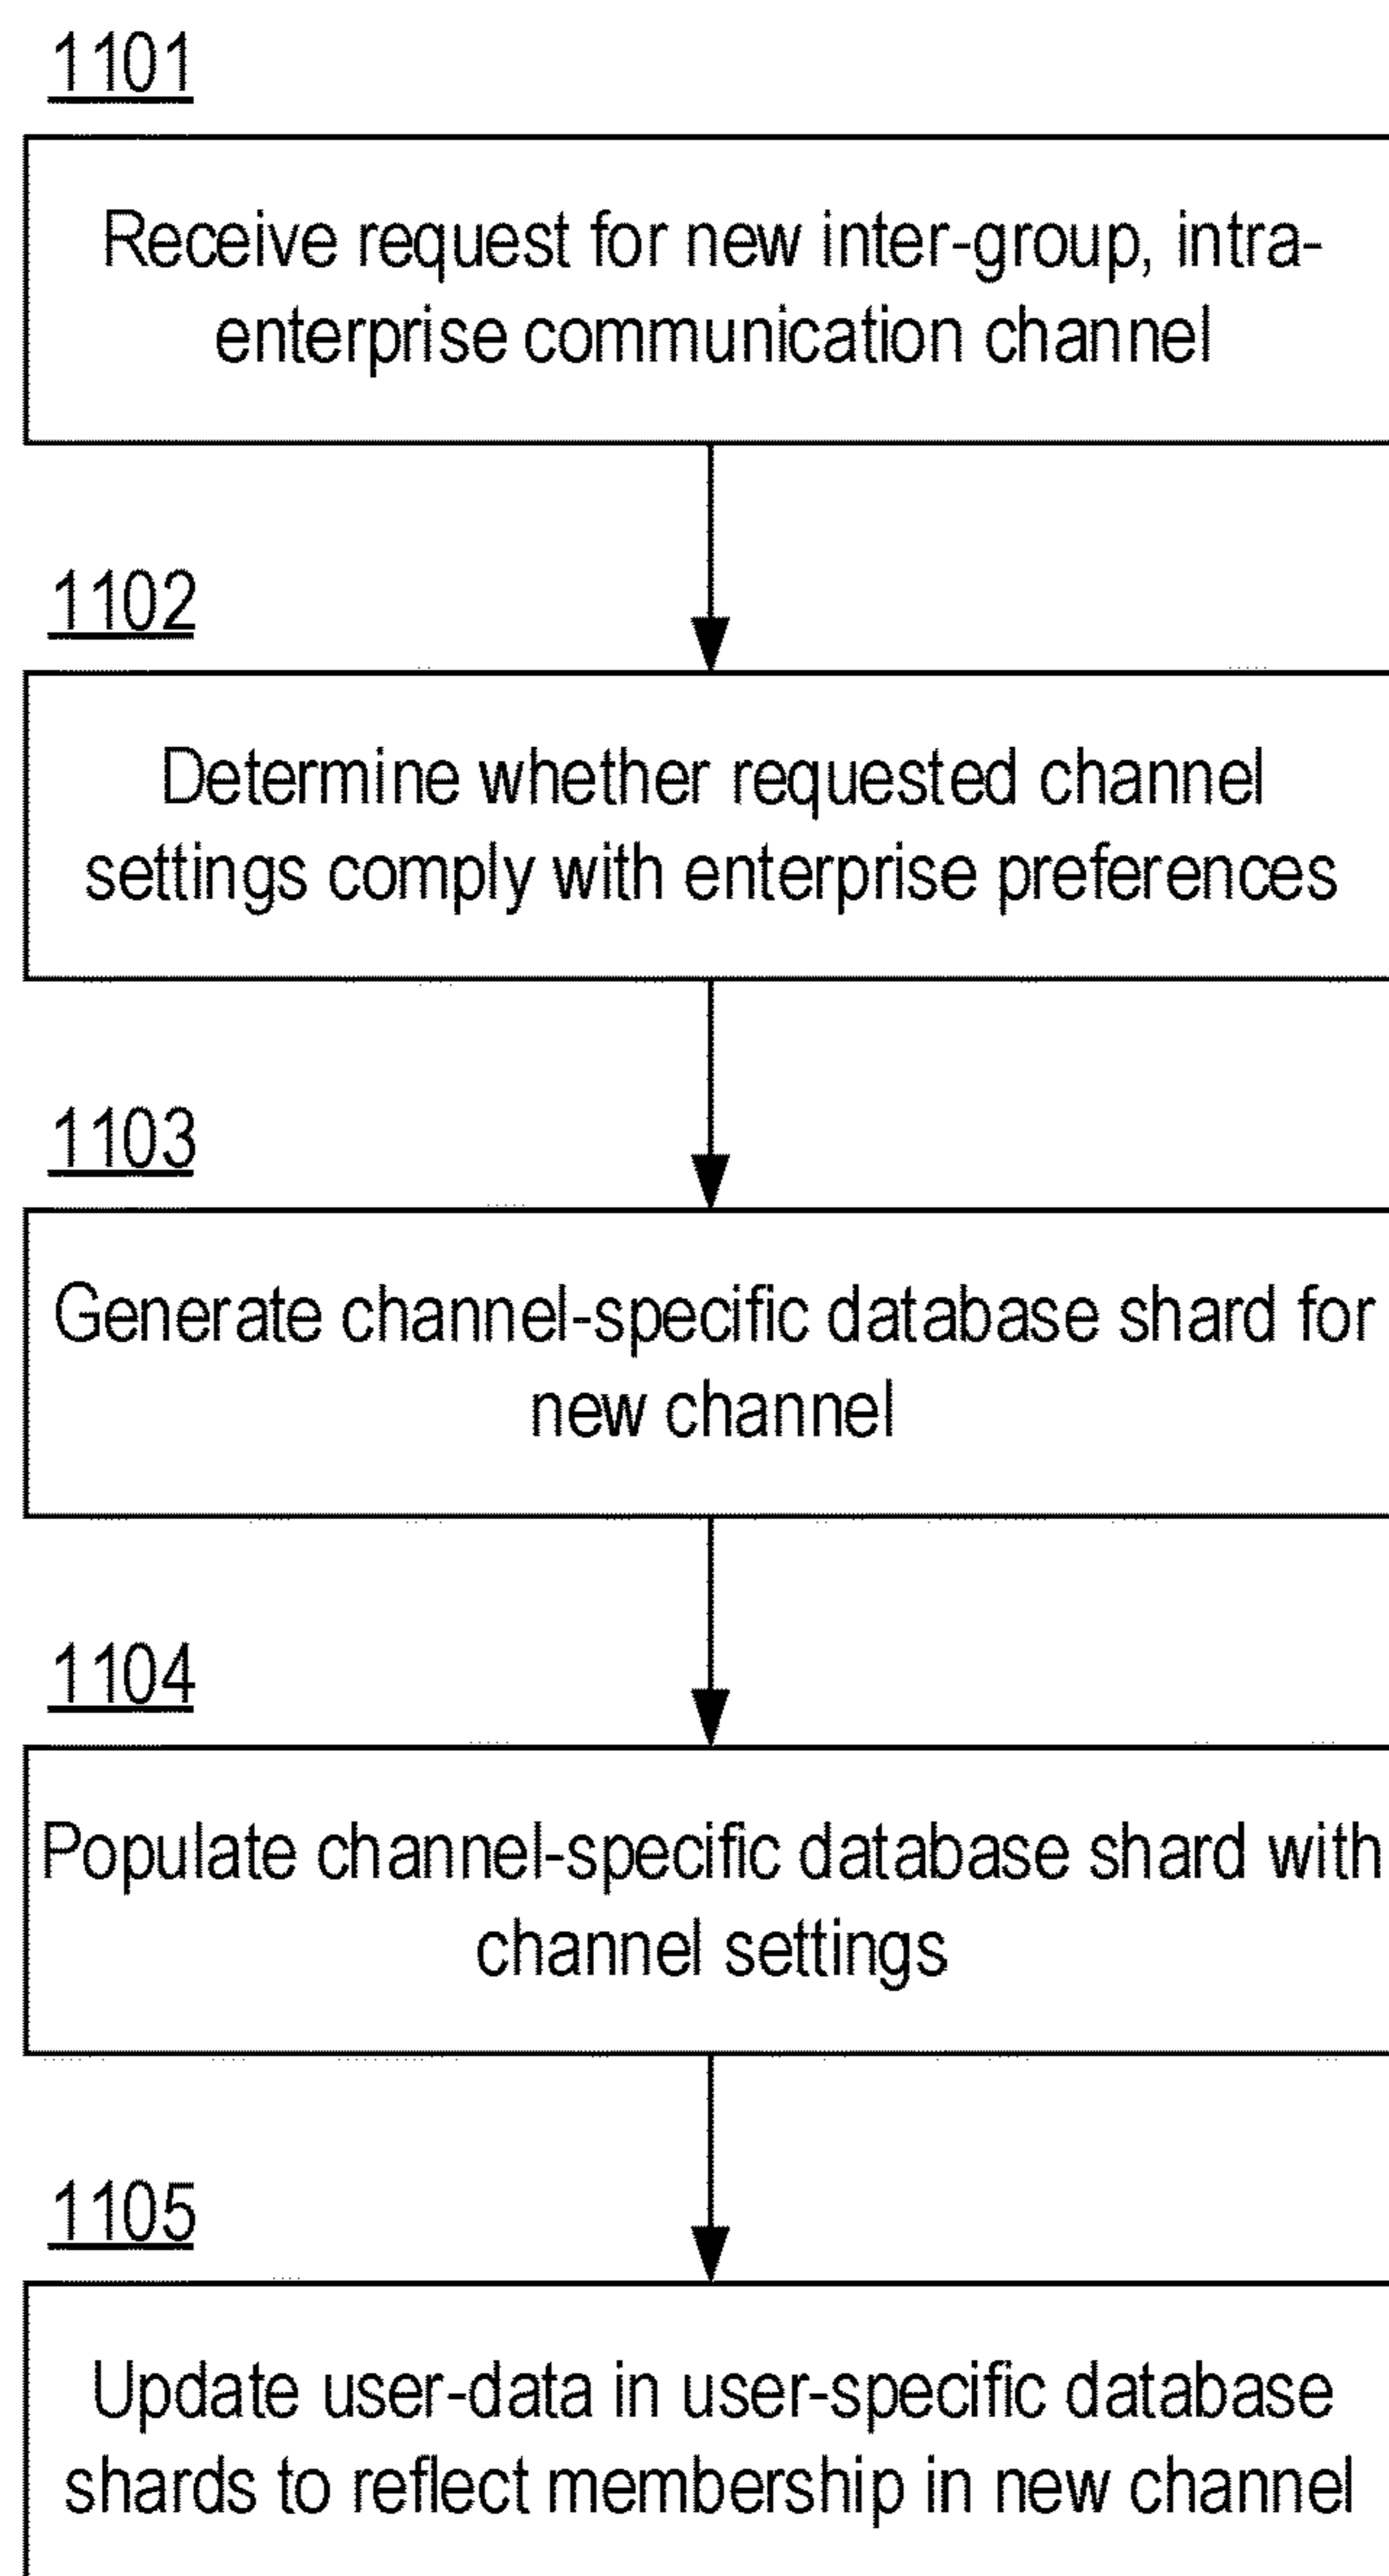 1101
Receive request for new inter-group, intra-
enterprise communication channel
1102
Determine whether requested channel
settings comply with enterprise preferences
1103
Generate channel-specific database shard for
new channel
1104
Populate channel-specific database shard with
channel settings
1105
Update user-data in user-specific database
shards to reflect membership in new channel